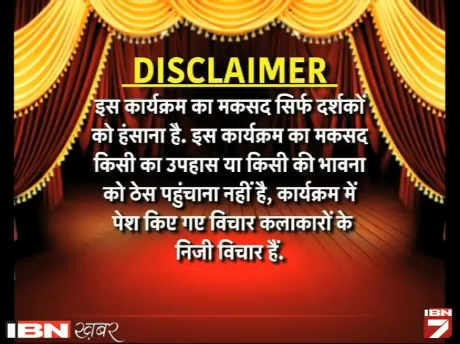 DISCLAIMER
इस कार्यक्रम का मकसद सिर्फ दर्शकों
को हंसाना है. इस कार्यक्रम का मकसद
किसी का उपहास या किसी की भावना
को ठेस पहुंचाना नहीं है, कार्यक्रम में
पेश किए गए विचार कलाकारों के
निजी विचार हैं.
IBN ख़बर
IBN
7